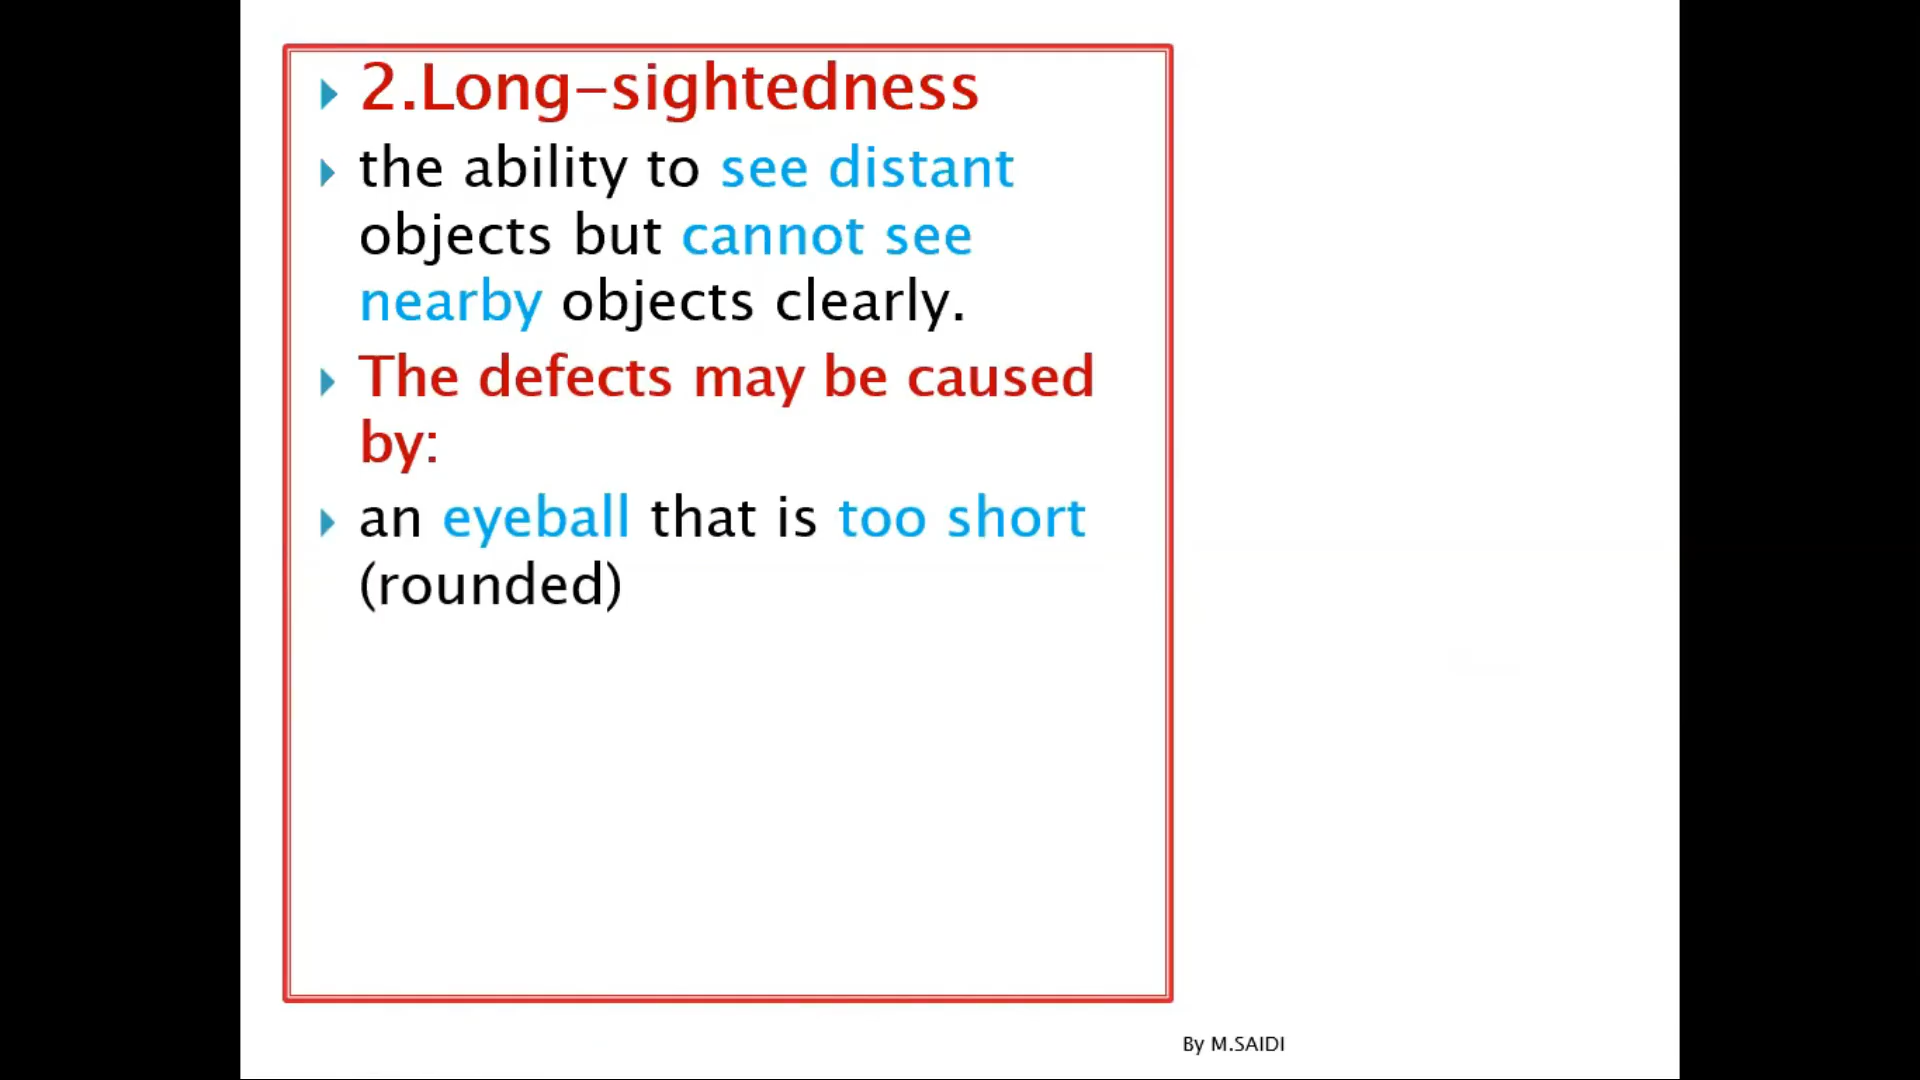 2.Long-sightedness
the ability to see distant
objects but cannot see
nearby objects clearly.
The defects may be caused
by:
an eyeball that is too short
(rounded)
By M.SAIDI